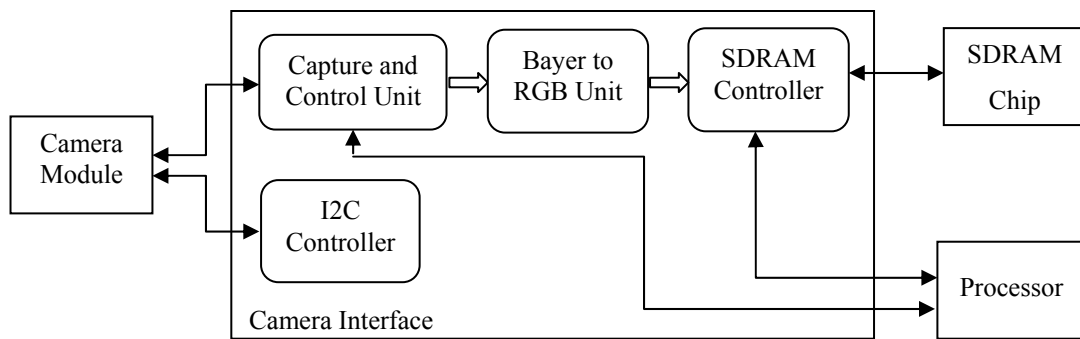 Camera
Module
Capture and
Control Unit
Bayer to
RGB Unit
SDRAM
Controller
SDRAM
Chip
I2C
Controller
Processor
Camera Interface